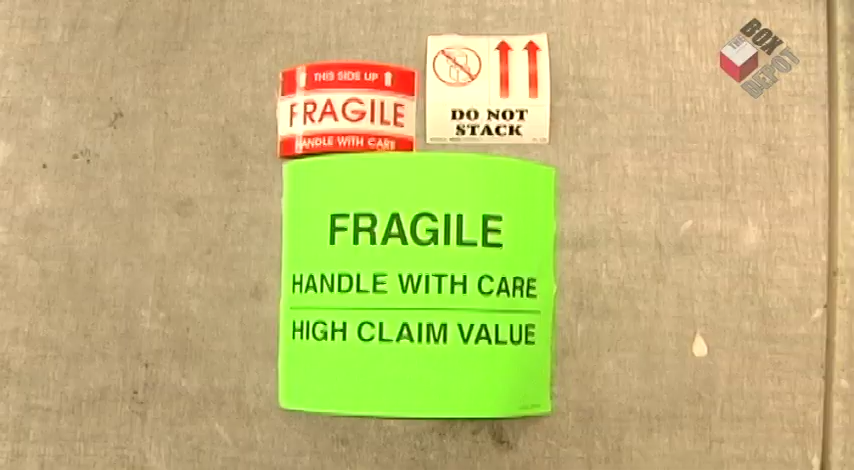 THIS SIDE UP
FRAGILE
HANDLE WITH CARE
DO NOT
STACK
THE
BOX
DEPOT
FRAGILE
HANDLE WITH CARE
HIGH CLAIM VALUE